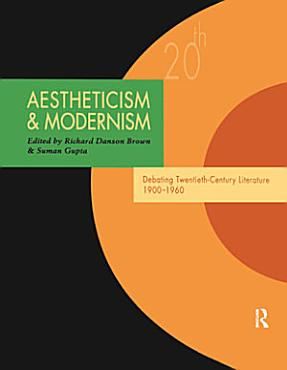 20th
AESTHETICISM
& MODERNISM
Edited by Richard Danson Brown
& Suman Gupta
Debating Twentieth-Century Literature
1900–1960
R